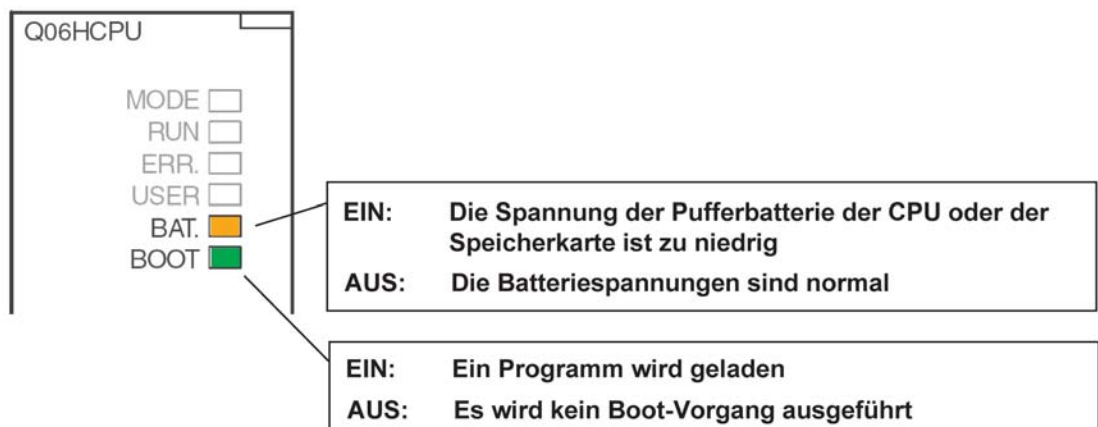 Q06HCPU
MODE
RUN
ERR.
USER
BAT.
BOOT
EIN: Die Spannung der Pufferbatterie der CPU oder der
Speicherkarte ist zu niedrig
AUS: Die Batteriespannungen sind normal
EIN: Ein Programm wird geladen
AUS: Es wird kein Boot-Vorgang ausgeführt